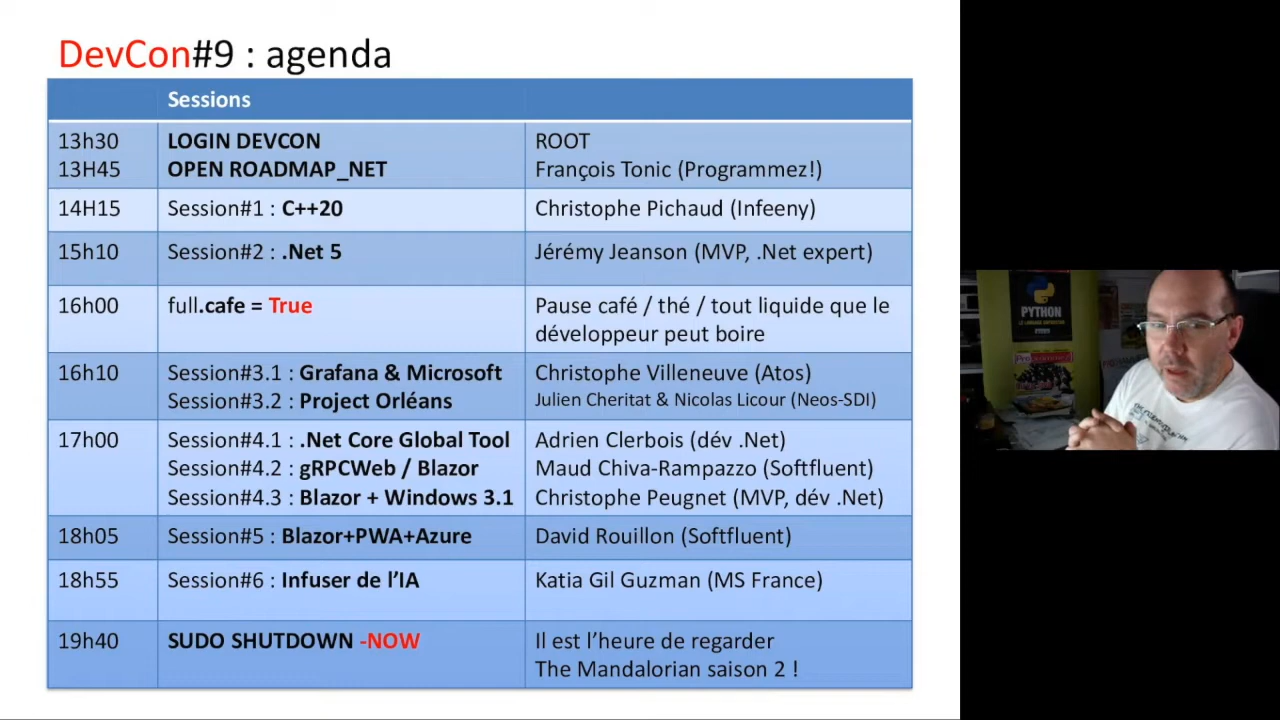 DevCon#9 : agenda
Sessions
13h30 LOGIN DEVCON ROOT
13H45 OPEN ROADMAP_NET François Tonic (Programmez!)
14H15 Session#1 : C++20 Christophe Pichaud (Infeeny)
15h10 Session#2 : .Net 5 Jérémy Jeanson (MVP, .Net expert)
16h00 full.cafe = True Pause café / thé / tout liquide que le
développeur peut boire
16h10 Session#3.1 : Grafana & Microsoft Christophe Villeneuve (Atos)
Session#3.2 : Project Orléans Julien Cheritat & Nicolas Licour (Neos-SDI)
17h00 Session#4.1 : .Net Core Global Tool Adrien Clerbois (dév .Net)
Session#4.2 : gRPCWeb / Blazor Maud Chiva-Rampazzo (Softfluent)
Session#4.3 : Blazor + Windows 3.1 Christophe Peugnet (MVP, dév .Net)
18h05 Session#5 : Blazor+PWA+Azure David Rouillon (Softfluent)
18h55 Session#6 : Infuser de l’IA Katia Gil Guzman (MS France)
19h40 SUDO SHUTDOWN -NOW Il est l’heure de regarder
The Mandalorian saison 2 !
PYTHON